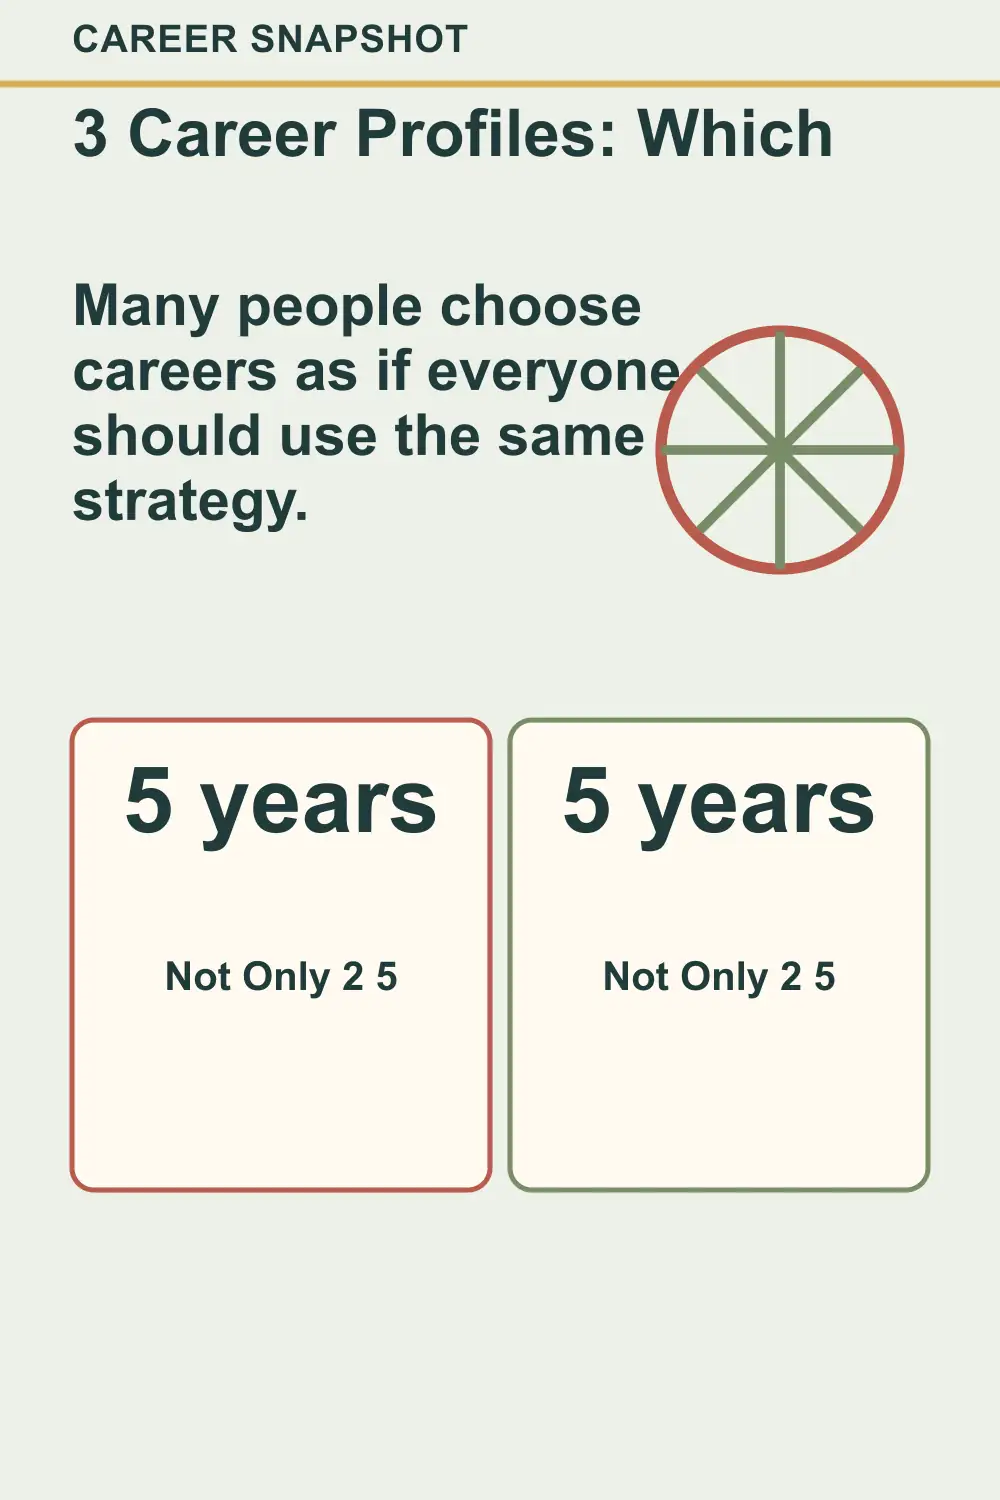 CAREER SNAPSHOT
3 Career Profiles: Which
Many people choose
careers as if everyone
should use the same
strategy.
5 years
Not Only 2 5
5 years
Not Only 2 5